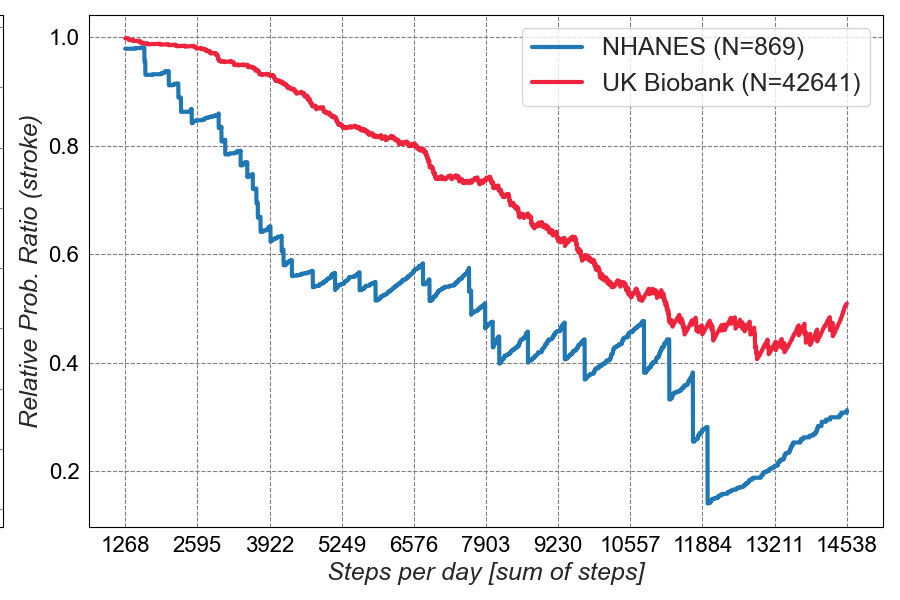 NHANES (N=869)
UK Biobank (N=42641)
1.0
0.8
0.6
0.4
0.2
Relative Prob. Ratio (stroke)
1268 2595 3922 5249 6576 7903 9230 10557 11884 13211 14538
Steps per day [sum of steps]